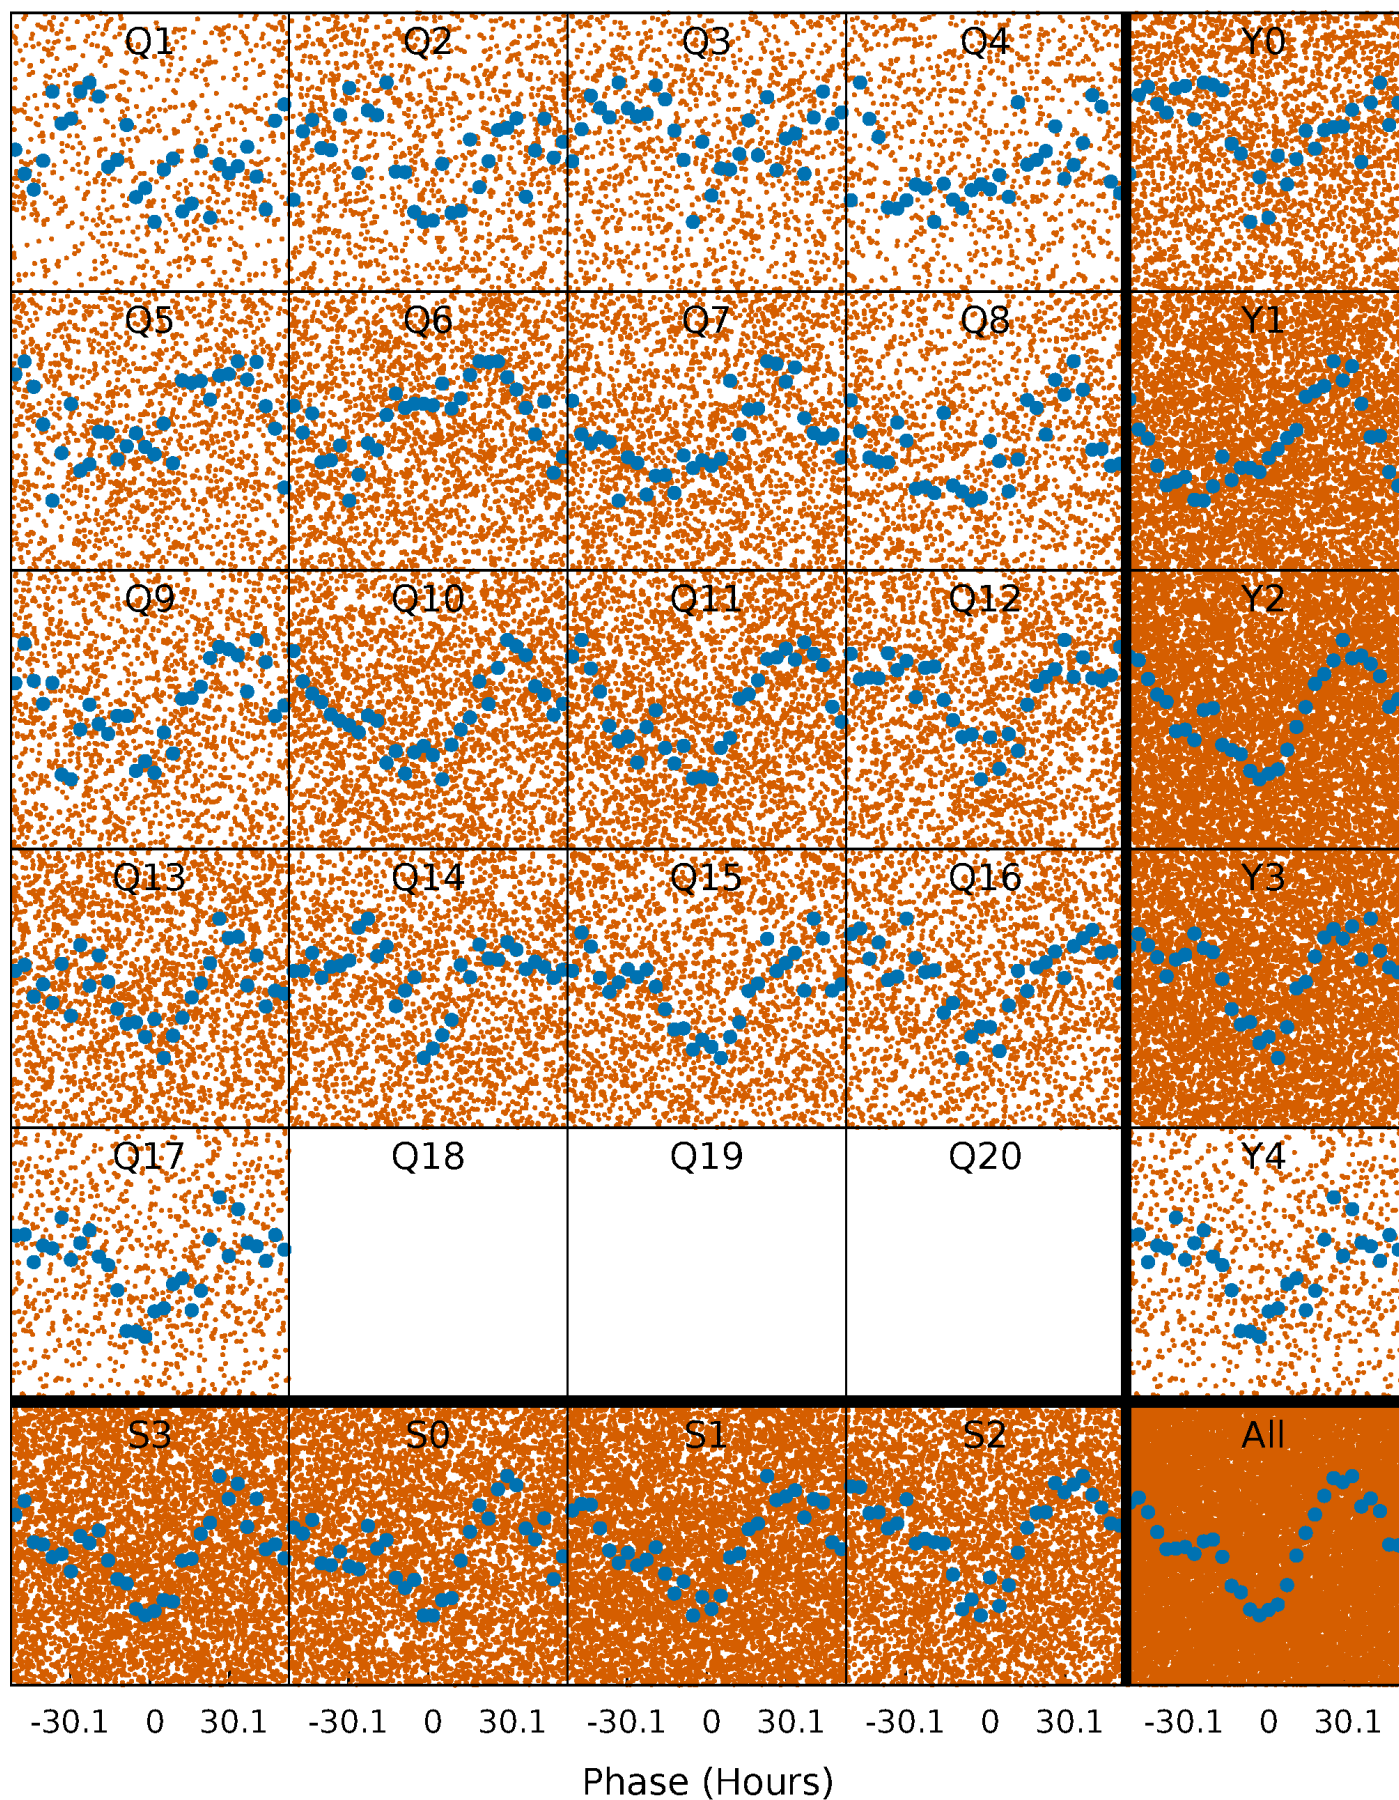 Q1 Q2 Q3 Q4 Y0
Q5 Q6 Q7 Q8 Y1
Q9 Q10 Q11 Q12 Y2
Q13 Q14 Q15 Q16 Y3
Q17 Q18 Q19 Q20 Y4
S3 S0 S1 S2 All
-30.1 0 30.1 -30.1 0 30.1 -30.1 0 30.1 -30.1 0 30.1 -30.1 0 30.1
Phase (Hours)